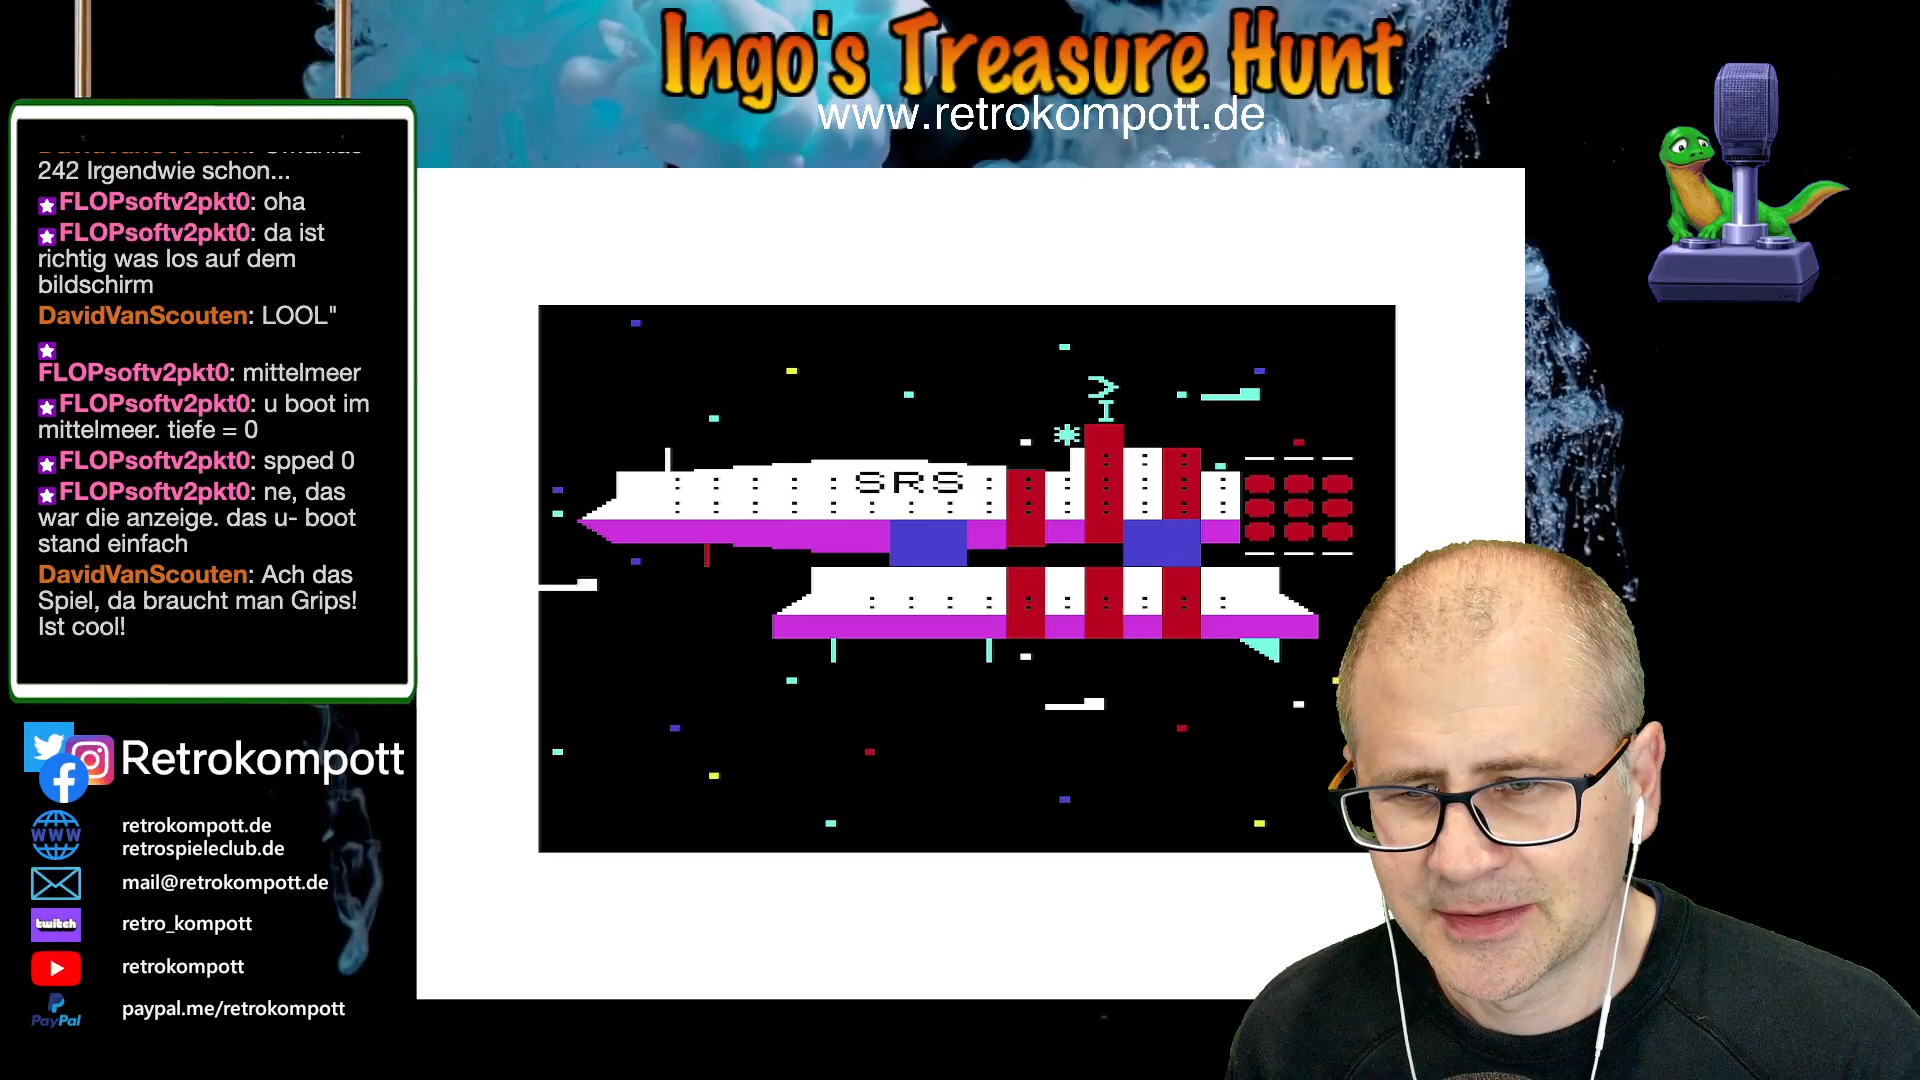 Ingo's Treasure Hunt
www.retrokompott.de
242 Irgendwie schon...
FLOPsoftv2pkt0: oha
FLOPsoftv2pkt0: da ist
richtig was los auf dem
bildschirm
DavidVanScouten: LOOL"
FLOPsoftv2pkt0: mittelmeer
FLOPsoftv2pkt0: u boot im
mittelmeer. tiefe = 0
FLOPsoftv2pkt0: spped 0
FLOPsoftv2pkt0: ne, das
war die anzeige. das u- boot
stand einfach
DavidVanScouten: Ach das
Spiel, da braucht man Grips!
Ist cool!
SRS
Retrokompott
www
retrokompott.de
retrospieleclub.de
mail@retrokompott.de
twitch
retro_kompott
retrokompott
PayPal
paypal.me/retrokompott